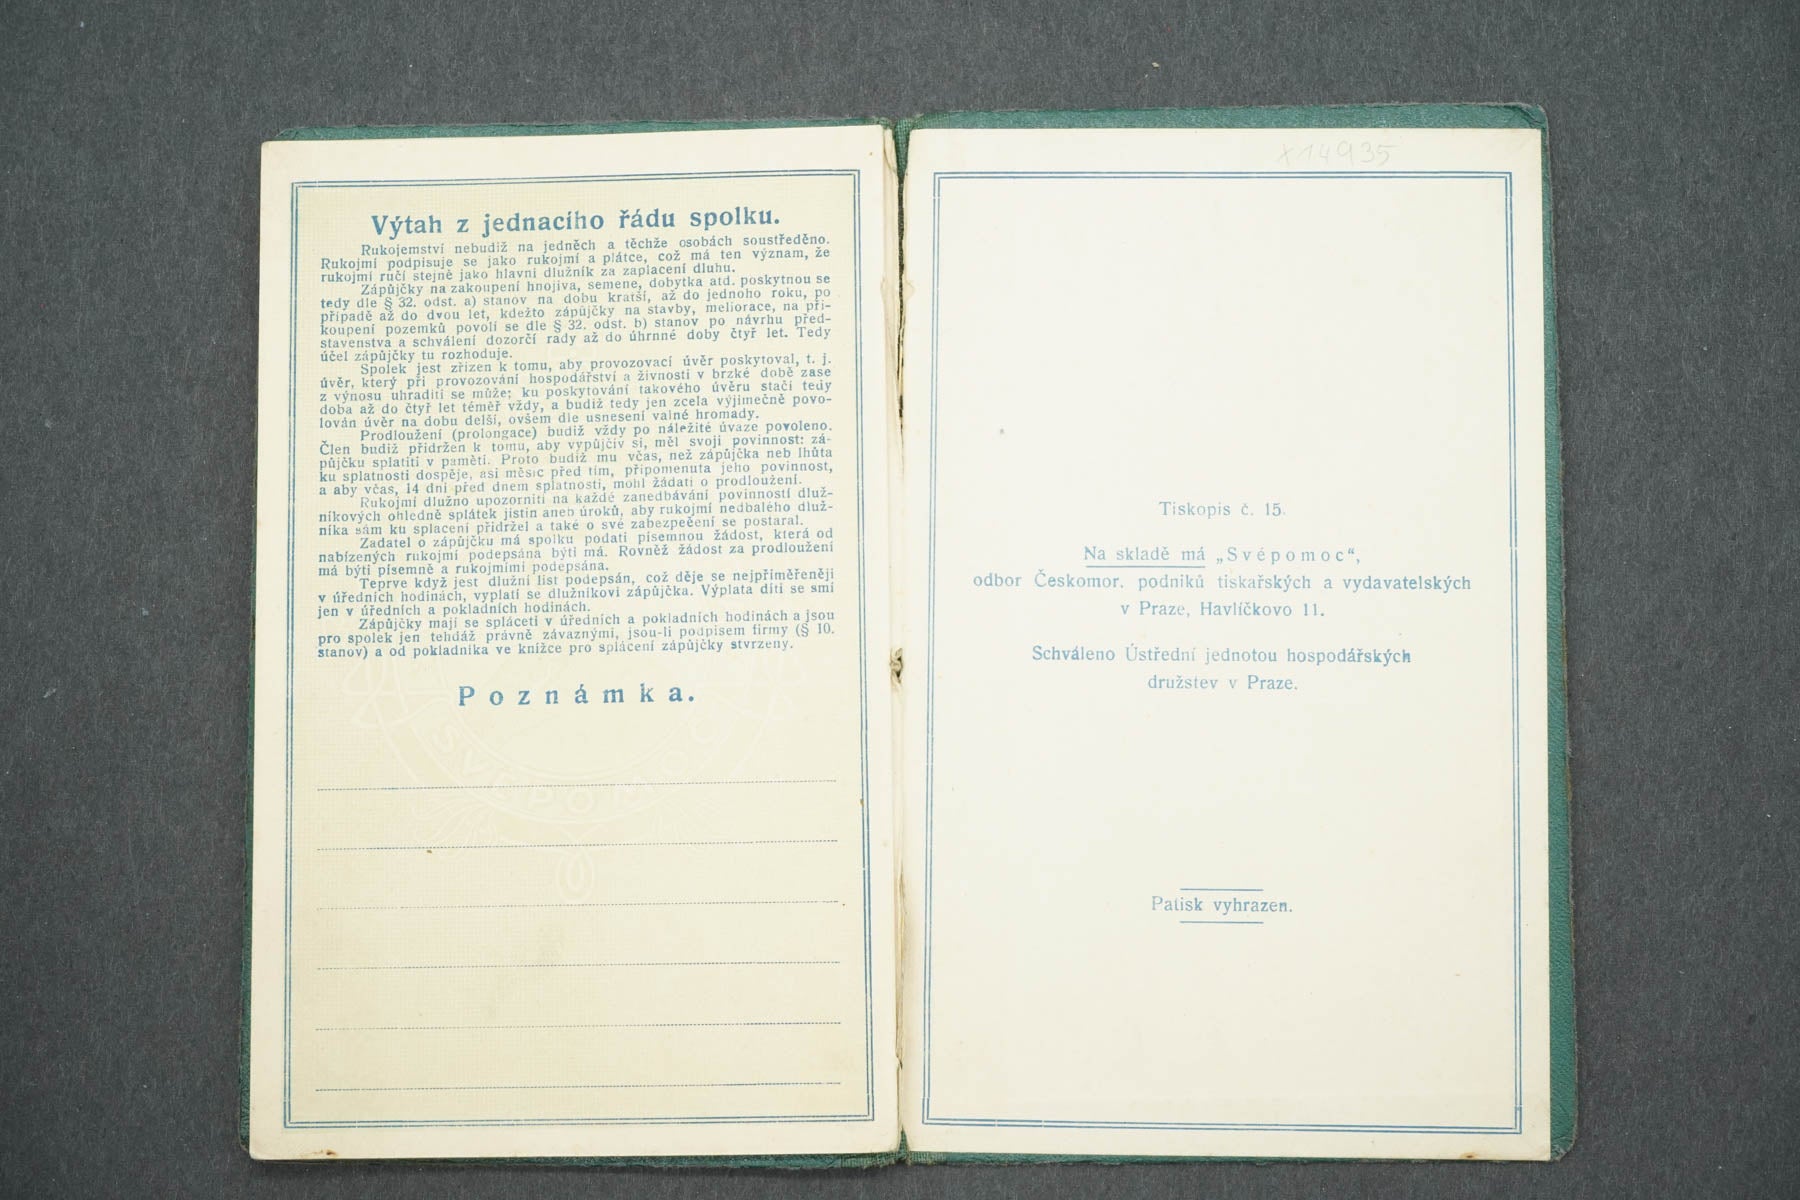 Výtah z jednacího řádu spolku.
Rukojemství nebudiž na jedněch a těchže osobách soustředěno.
Rukojmí podpisuje se jako rukojmí a plátce, což má ten význam, že
rukojmí ručí stejně jako hlavní dlužník za zaplacení dluhu.
Zápůjčky na zakoupení hnojiva, semene, dobytka atd. poskytnou se
tedy dle § 32. odst. a) stanov na dobu kratší, až do jednoho roku, po
případě až do dvou let, kdežto zápůjčky na stavby, meliorace, na při-
koupení pozemků povolí se dle § 32. odst. b) stanov po návrhu před-
stavenstva a schválení dozorčí rady až do úhrnné doby čtyř let. Tedy
účel zápůjčky tu rozhoduje.
Spolek jest zřízen k tomu, aby provozovací úvěr poskytoval, t. j.
úvěr, který při provozování hospodářství a živnosti v brzké době zase
z výnosu uhraditi se může; ku poskytování takového úvěru stačí tedy
doba až do čtyř let téměř vždy, a budiž tedy jen zcela výjimečně povo-
lován úvěr na dobu delší, ovšem dle usnesení valné hromady.
Prodloužení (prolongace) budiž vždy po náležité úvaze povoleno.
Člen budiž přidržen k tomu, aby vypůjčiv si, měl svoji povinnost: zá-
půjčku splatiti v paměti. Proto budiž mu včas, než zápůjčka neb lhůta
ku splatnosti dospěje, asi měsíc před tím, připomenuta jeho povinnost,
a aby včas, 14 dní před dnem splatnosti, mohl žádati o prodloužení.
Rukojmí dlužno upozorniti na každé zanedbávání povinností dluž-
níkových ohledně splátek jistin aneb úroků, aby rukojmí nedbalého dluž-
níka sám ku splacení přidržel a také o své zabezpečení se postaral.
Žadatel o zápůjčku má spolku podati písemnou žádost, která od
nabízených rukojmí podepsána býti má. Rovněž žádost za prodloužení
má býti písemně a rukojmími podepsána.
Teprve když jest dlužní list podepsán, což děje se nejpřiměřeněji
v úředních hodinách, vyplatí se dlužníkovi zápůjčka. Výplata díti se smí
jen v úředních a pokladních hodinách.
Zápůjčky mají se spláceti v úředních a pokladních hodinách a jsou
pro spolek jen tehdáž právně závaznými, jsou-li podpisem firmy (§ 10.
stanov) a od pokladníka ve knížce pro splácení zápůjčky stvrzeny.
Poznámka.
SVÉPOMOC
x14935
Tiskopis č. 15.
Na skladě má „Svépomoc",
odbor Českomor. podniků tiskařských a vydavatelských
v Praze, Havlíčkovo 11.
Schváleno Ústřední jednotou hospodářských
družstev v Praze.
Patisk vyhrazen.